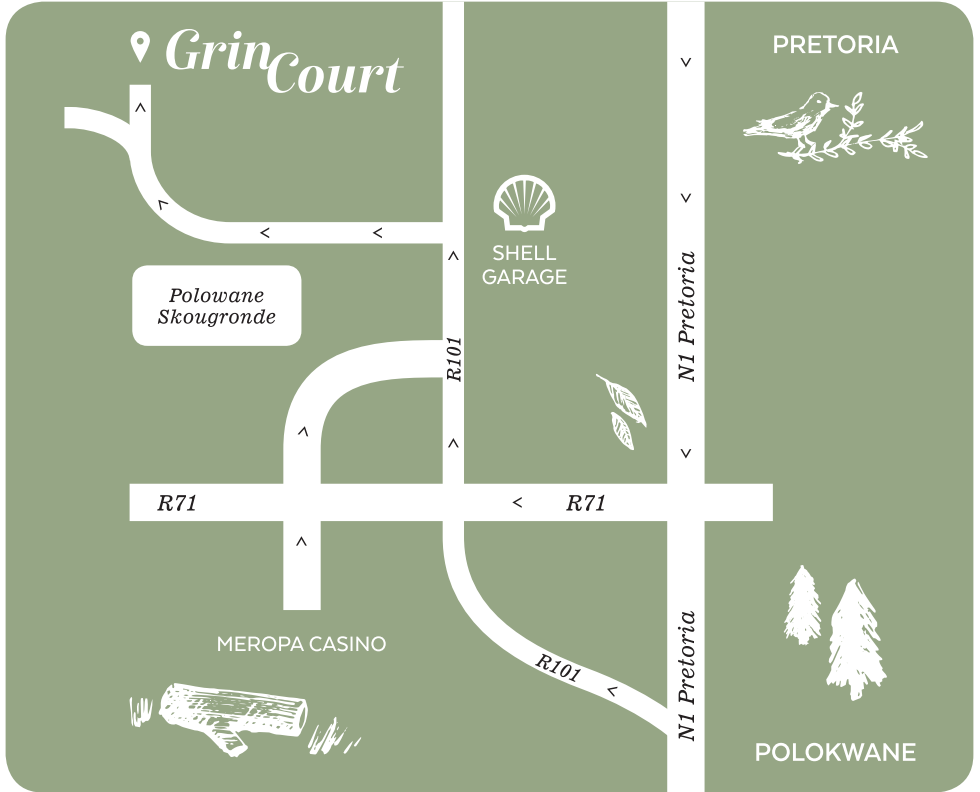 Grin
Court
PRETORIA
SHELL
GARAGE
N1 Pretoria
Polowane
Skougronde
R101
R71
R71
MEROPA CASINO
R101
N1 Pretoria
POLOKWANE